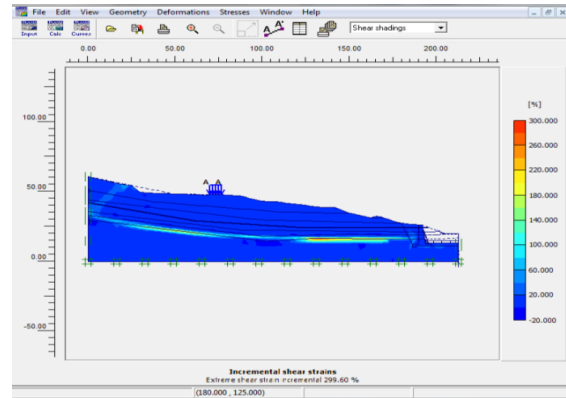 File Edit View Geometry Deformations Stresses Window Help
Input Calc Curves Shear shadings
0.00 50.00 100.00 150.00 200.00
[%]
300.000
260.000
220.000
180.000
140.000
100.000
60.000
20.000
-20.000
100.00
50.00
0.00
-50.00
A A
Incremental shear strains
Extreme shear strain incremental 299.60 %
(180.000 , 125.000)